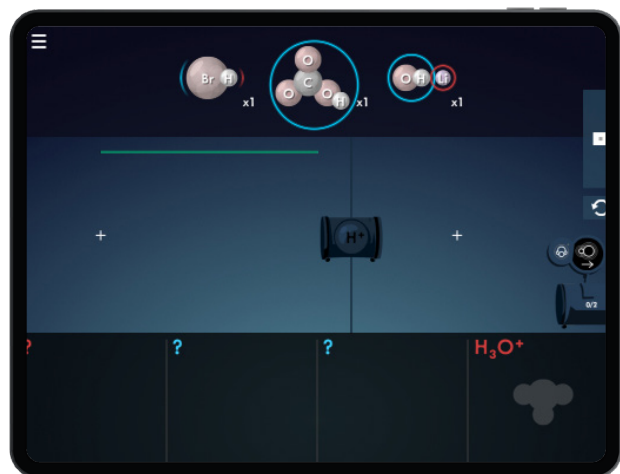 Br H x1
O C O O H x1
O H Li x1
+ H+ +
0/2
? ? ? H₃O⁺